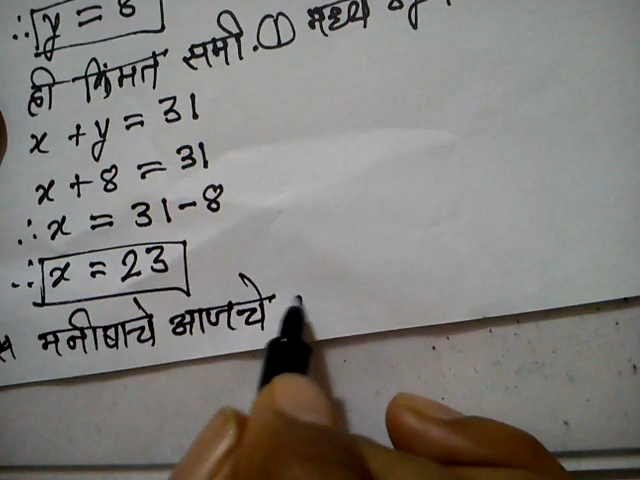 ∴ y = 8
ही किंमत समी. ① मध्ये
x + y = 31
x + 8 = 31
∴ x = 31 - 8
∴ x = 23
मनीषाचे आजचे